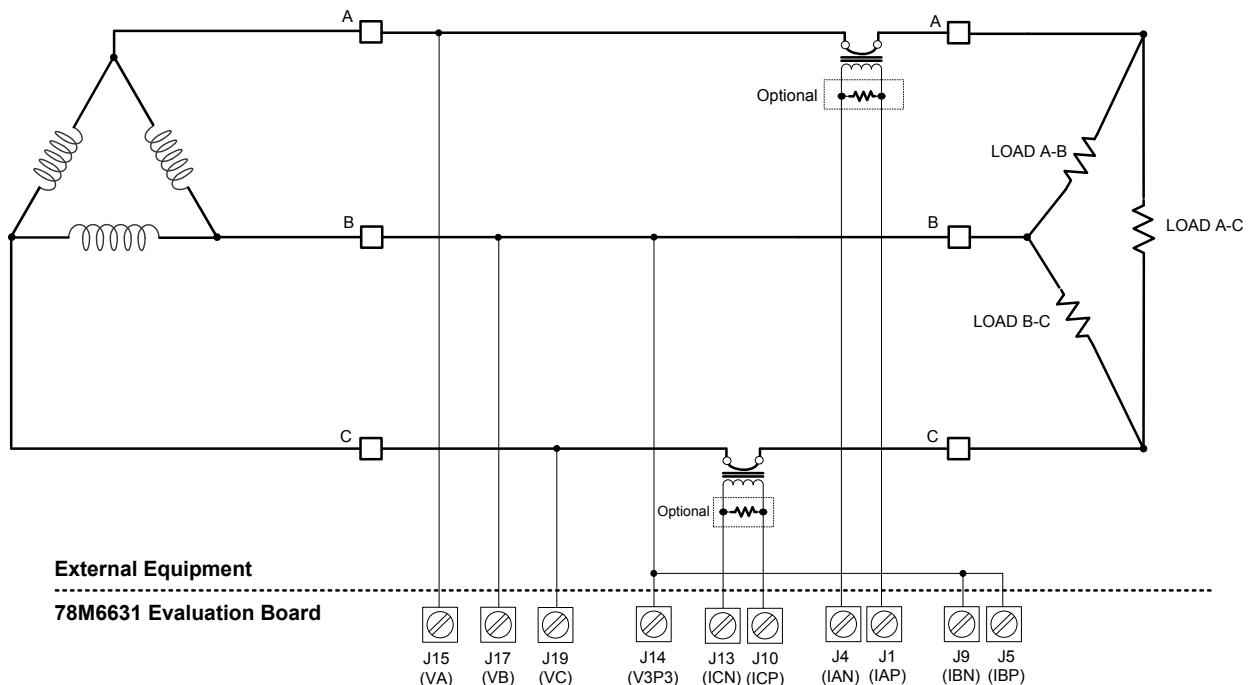 A
A
Optional
LOAD A-B
LOAD A-C
B
B
LOAD B-C
C
C
Optional
External Equipment
78M6631 Evaluation Board
J15
(VA)
J17
(VB)
J19
(VC)
J14
(V3P3)
J13
(ICN)
J10
(ICP)
J4
(IAN)
J1
(IAP)
J9
(IBN)
J5
(IBP)